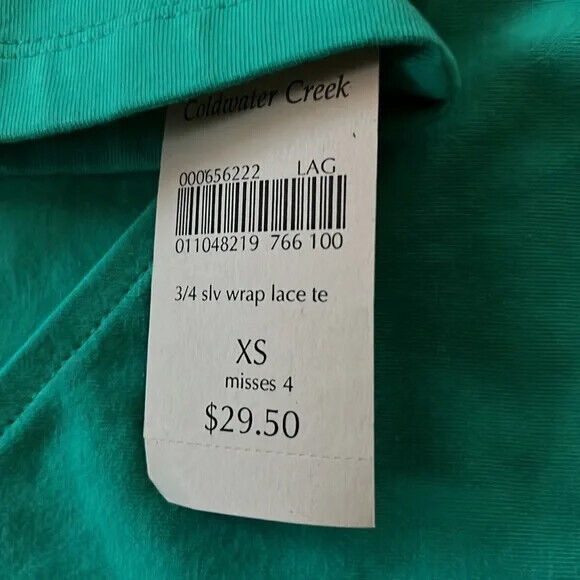 Coldwater Creek
000656222 LAG
011048219 766 100
3/4 slv wrap lace te
XS
misses 4
$29.50